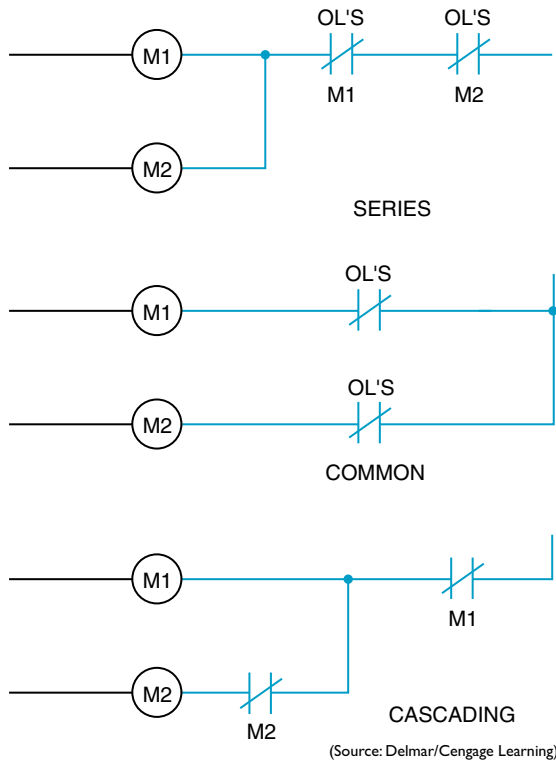 OL'S OL'S
M1
M1 M2
M2
SERIES
OL'S
M1
OL'S
M2
COMMON
M1
M1
M2
CASCADING
M2
(Source: Delmar/Cengage Learning)